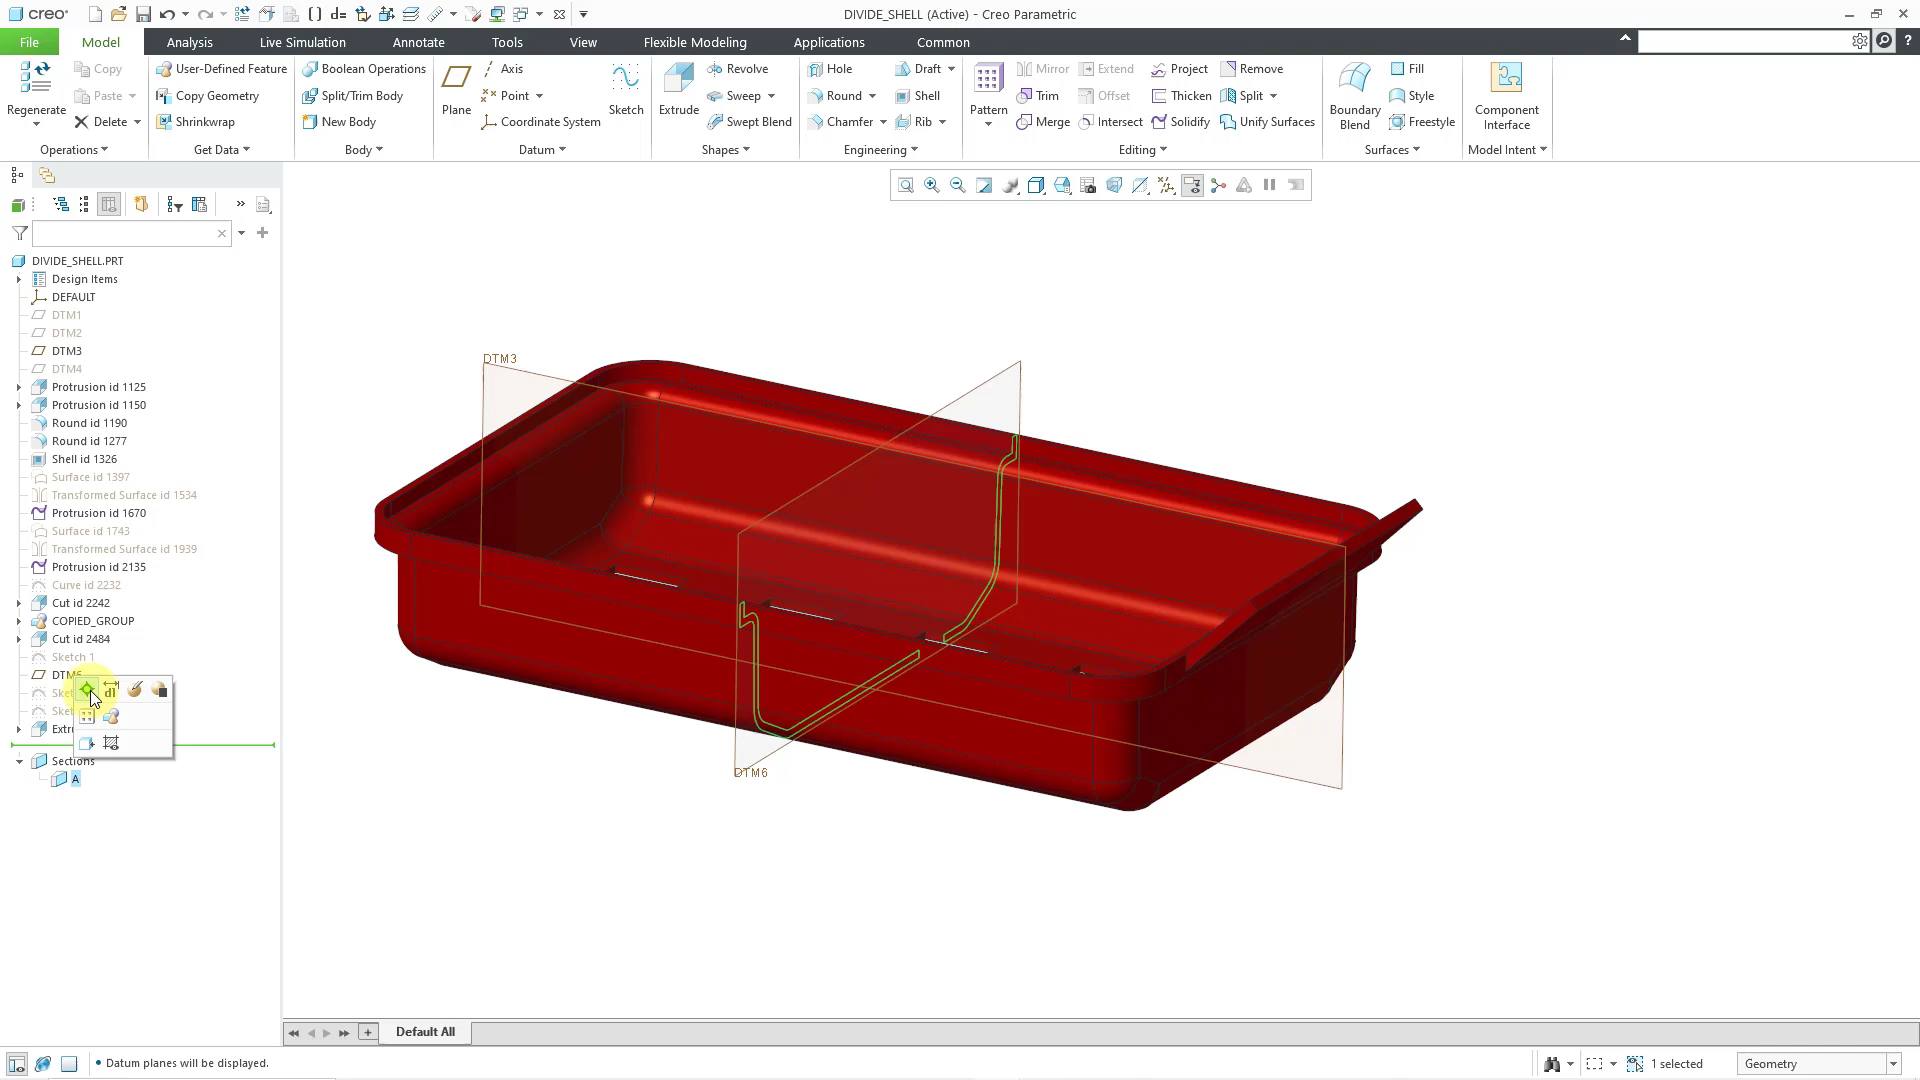 creo
DIVIDE_SHELL (Active) - Creo Parametric
File
Model
Analysis
Live Simulation
Annotate
Tools
View
Flexible Modeling
Applications
Common
Regenerate
Copy
Paste
Delete
Operations
User-Defined Feature
Copy Geometry
Shrinkwrap
Get Data
Boolean Operations
Split/Trim Body
New Body
Body
Plane
Axis
Point
Coordinate System
Sketch
Datum
Extrude
Revolve
Sweep
Swept Blend
Shapes
Hole
Round
Chamfer
Draft
Shell
Rib
Engineering
Pattern
Mirror
Trim
Merge
Extend
Offset
Intersect
Project
Thicken
Solidify
Remove
Split
Unify Surfaces
Editing
Boundary
Blend
Fill
Style
Freestyle
Surfaces
Component
Interface
Model Intent
DIVIDE_SHELL.PRT
Design Items
DEFAULT
DTM1
DTM2
DTM3
DTM4
Protrusion id 1125
Protrusion id 1150
Round id 1190
Round id 1277
Shell id 1326
Surface id 1397
Transformed Surface id 1534
Protrusion id 1670
Surface id 1743
Transformed Surface id 1939
Protrusion id 2135
Curve id 2232
Cut id 2242
COPIED_GROUP
Cut id 2484
Sketch 1
Sections
A
DTM3
DTM6
Default All
Datum planes will be displayed.
1 selected
Geometry